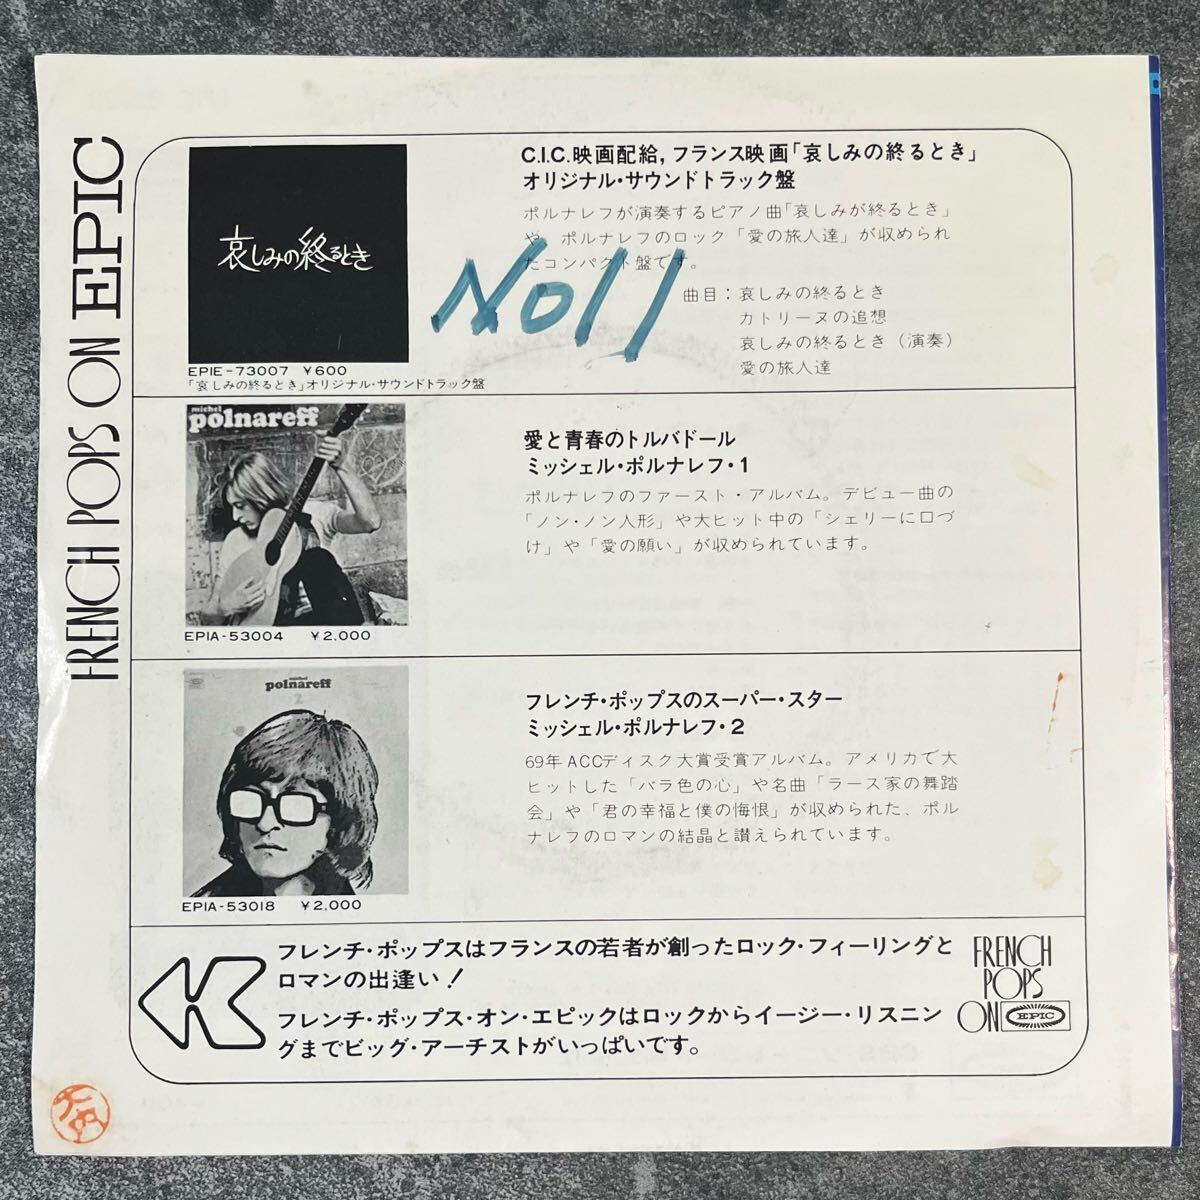 FRENCH POPS ON EPIC
哀しみの終るとき
EPIE-73007 ¥600
「哀しみの終るとき」オリジナル・サウンドトラック盤
C.I.C.映画配給,フランス映画「哀しみの終るとき」
オリジナル・サウンドトラック盤
ポルナレフが演奏するピアノ曲「哀しみが終るとき」
や、ポルナレフのロック「愛の旅人達」が収められ
たコンパクト盤です。
No11
曲目：哀しみの終るとき
カトリーヌの追想
哀しみの終るとき（演奏）
愛の旅人達
michel
polnareff
EPIA-53004 ¥2,000
愛と青春のトルバドール
ミッシェル・ポルナレフ・1
ポルナレフのファースト・アルバム。デビュー曲の
「ノン・ノン人形」や大ヒット中の「シェリーに口づ
け」や「愛の願い」が収められています。
michel
polnareff
2
EPIA-53018 ¥2,000
フレンチ・ポップスのスーパー・スター
ミッシェル・ポルナレフ・2
69年ACCディスク大賞受賞アルバム。アメリカで大
ヒットした「バラ色の心」や名曲「ラース家の舞踏
会」や「君の幸福と僕の悔恨」が収められた、ポル
ナレフのロマンの結晶と讃えられています。
フレンチ・ポップスはフランスの若者が創ったロック・フィーリングと
ロマンの出逢い！
フレンチ・ポップス・オン・エピックはロックからイージー・リスニン
グまでビッグ・アーチストがいっぱいです。
FRENCH
POPS
ON EPIC